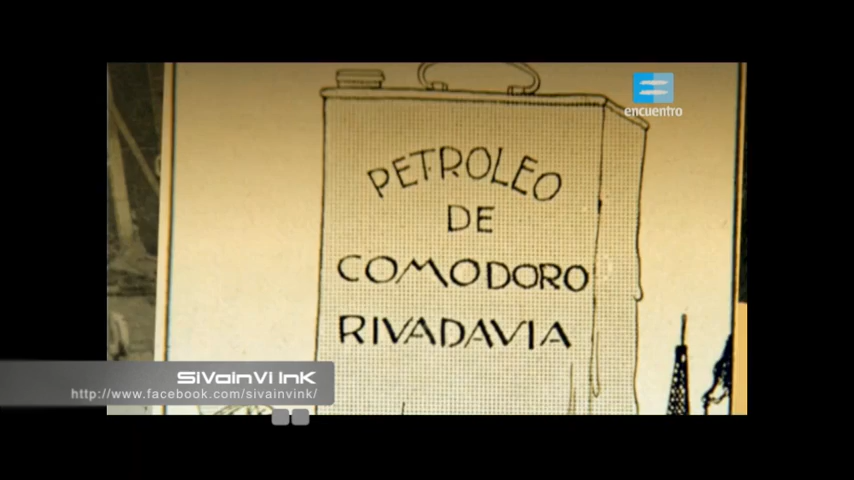 encuentro
PETROLEO
DE
COMODORO
RIVADAVIA
SiVainVi InK
http://www.facebook.com/sivainvink/